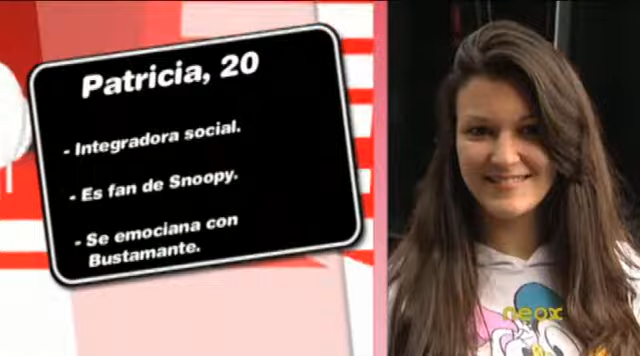 Patricia, 20
- Integradora social.
- Es fan de Snoopy.
- Se emociana con
Bustamante.
neox